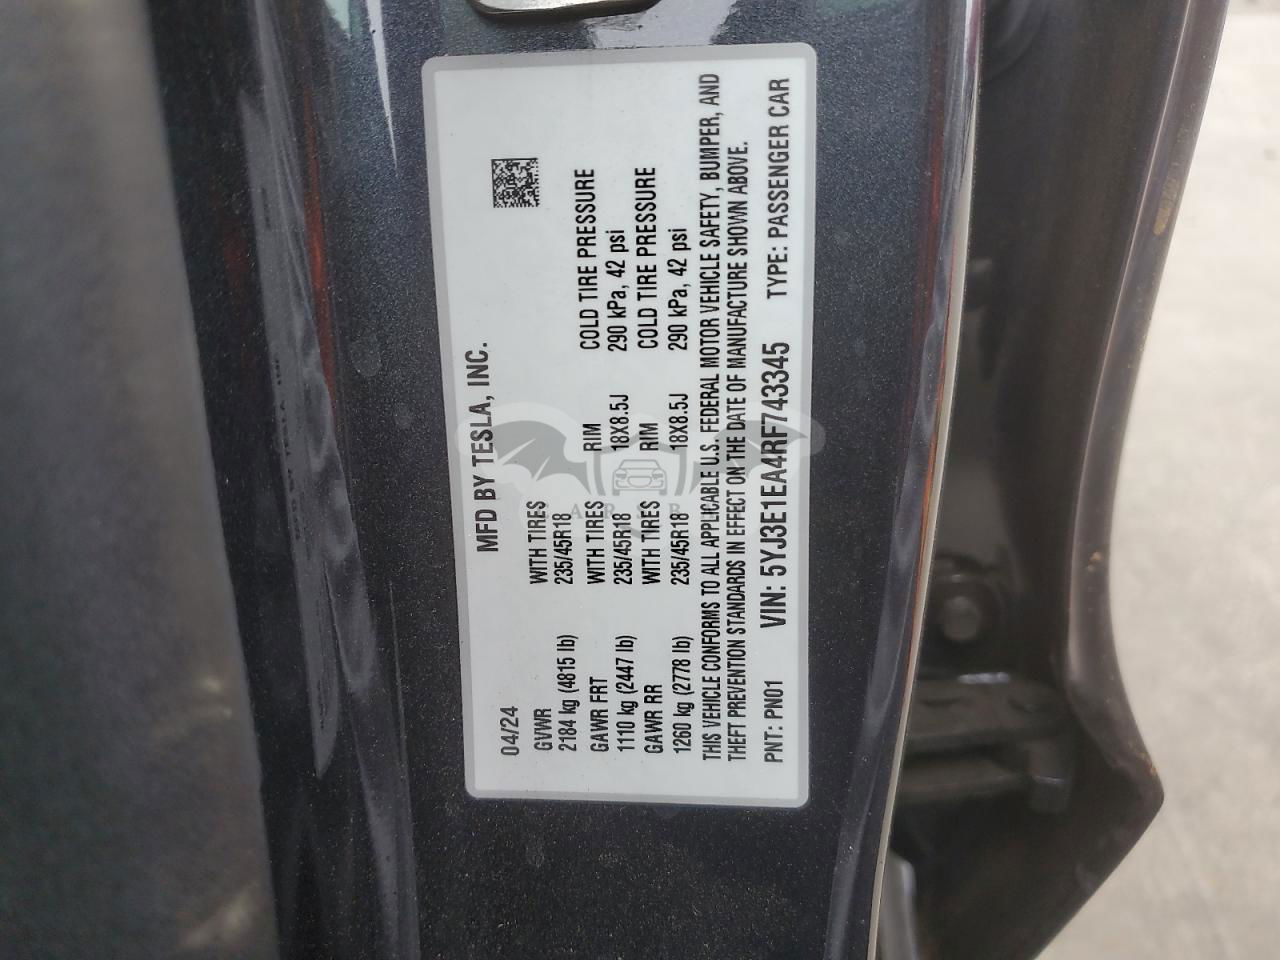 MFD BY TESLA, INC.
04/24
GVWR WITH TIRES
2184 kg (4815 lb) 235/45R18
GAWR FRT WITH TIRES RIM COLD TIRE PRESSURE
1110 kg (2447 lb) 235/45R18 18X8.5J 290 kPa, 42 psi
GAWR RR WITH TIRES RIM COLD TIRE PRESSURE
1260 kg (2778 lb) 235/45R18 18X8.5J 290 kPa, 42 psi
THIS VEHICLE CONFORMS TO ALL APPLICABLE U.S. FEDERAL MOTOR VEHICLE SAFETY, BUMPER, AND
THEFT PREVENTION STANDARDS IN EFFECT ON THE DATE OF MANUFACTURE SHOWN ABOVE.
PNT: PN01 VIN: 5YJ3E1EA4RF743345 TYPE: PASSENGER CAR